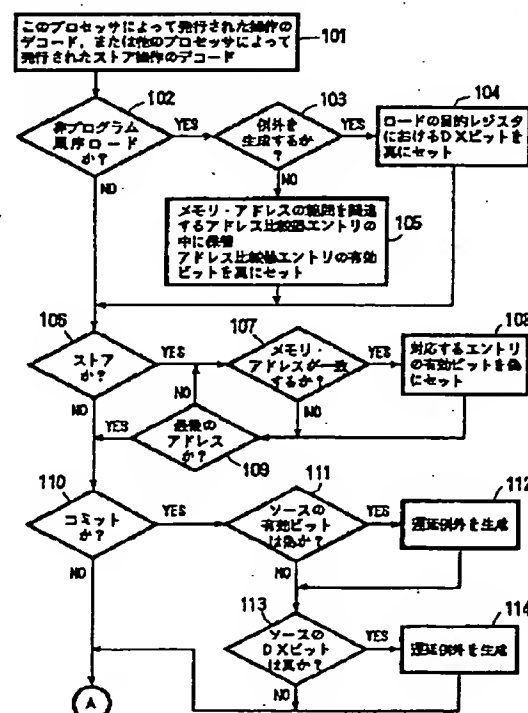 このプロセッサによって発行された操作の
デコード,または他のプロセッサによって
発行されたストア操作のデコード
101
102
非プログラム
順序ロード
か?
YES
NO
103
例外を
生成するか
?
YES
NO
104
ロードの目的レジスタ
におけるDXビットを
真にセット
メモリ・アドレスの範囲を関連
するアドレス比較器エントリの
中に保管
アドレス比較器エントリの有効
ビットを真にセット
105
106
ストア
か?
YES
NO
107
メモリ・
アドレスが一致
するか?
YES
NO
108
対応するエントリ
の有効ビットを偽
にセット
最後の
アドレス
か?
NO
YES
109
110
コミット
か?
YES
NO
111
ソースの
有効ビット
は偽か?
YES
NO
112
遅延例外を生成
113
ソースの
DXビット
は真か?
YES
NO
114
遅延例外を生成
A